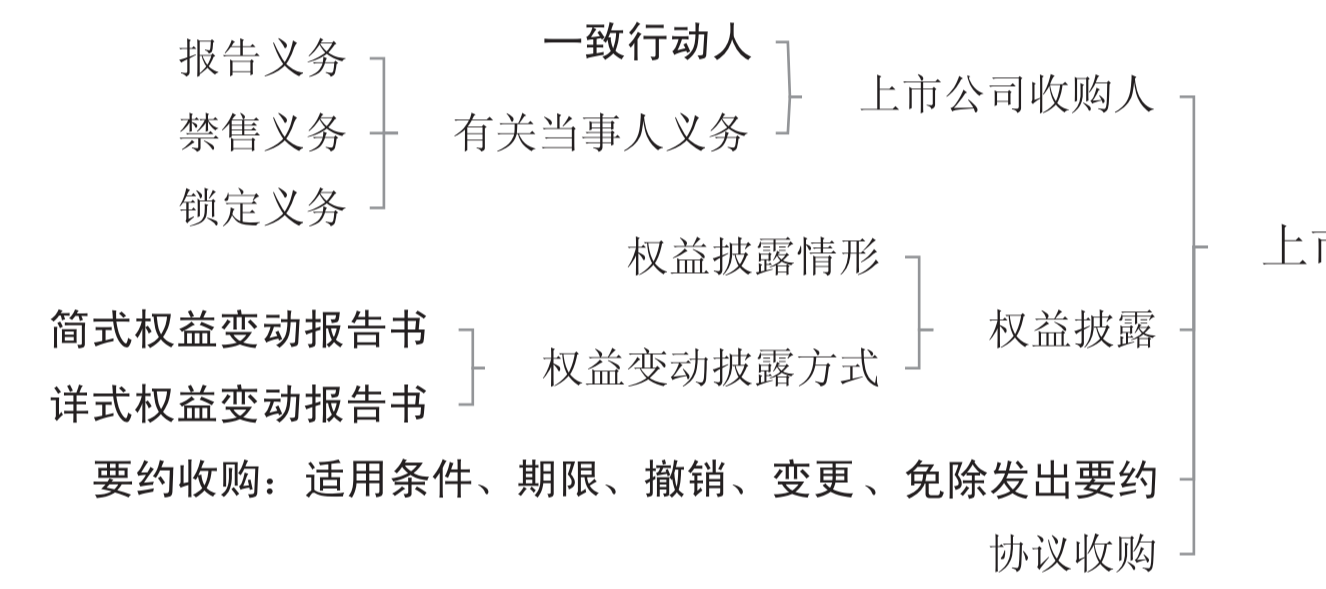 一致行动人
报告义务
上市公司收购人
禁售义务
有关当事人义务
锁定义务
上
权益披露情形
简式权益变动报告书
权益披露
权益变动披露方式
详式权益变动报告书
要约收购：适用条件、期限、撤销、变更、免除发出要约
协议收购